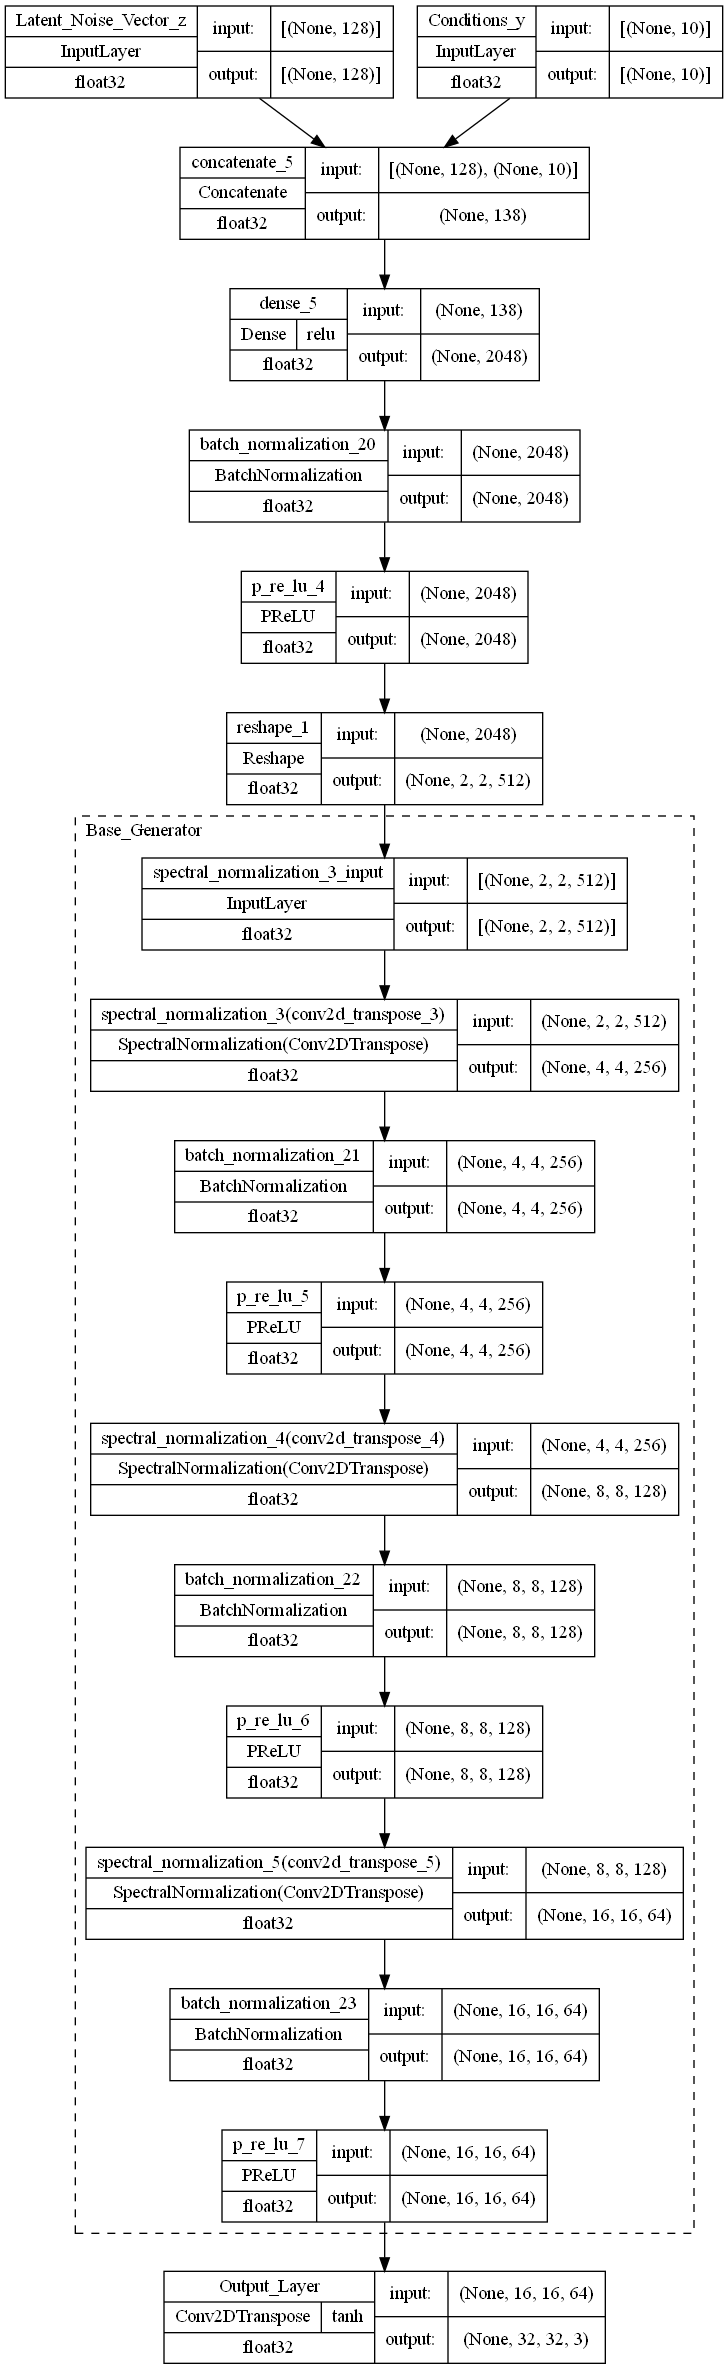 Latent_Noise_Vector_z
InputLayer
float32
input:
[(None, 128)]
output:
[(None, 128)]
Conditions_y
InputLayer
float32
input:
[(None, 10)]
output:
[(None, 10)]
concatenate_5
Concatenate
float32
input:
[(None, 128), (None, 10)]
output:
(None, 138)
dense_5
Dense
relu
float32
input:
(None, 138)
output:
(None, 2048)
batch_normalization_20
BatchNormalization
float32
input:
(None, 2048)
output:
(None, 2048)
p_re_lu_4
PReLU
float32
input:
(None, 2048)
output:
(None, 2048)
reshape_1
Reshape
float32
input:
(None, 2048)
output:
(None, 2, 2, 512)
Base_Generator
spectral_normalization_3_input
InputLayer
float32
input:
[(None, 2, 2, 512)]
output:
[(None, 2, 2, 512)]
spectral_normalization_3(conv2d_transpose_3)
SpectralNormalization(Conv2DTranspose)
float32
input:
(None, 2, 2, 512)
output:
(None, 4, 4, 256)
batch_normalization_21
BatchNormalization
float32
input:
(None, 4, 4, 256)
output:
(None, 4, 4, 256)
p_re_lu_5
PReLU
float32
input:
(None, 4, 4, 256)
output:
(None, 4, 4, 256)
spectral_normalization_4(conv2d_transpose_4)
SpectralNormalization(Conv2DTranspose)
float32
input:
(None, 4, 4, 256)
output:
(None, 8, 8, 128)
batch_normalization_22
BatchNormalization
float32
input:
(None, 8, 8, 128)
output:
(None, 8, 8, 128)
p_re_lu_6
PReLU
float32
input:
(None, 8, 8, 128)
output:
(None, 8, 8, 128)
spectral_normalization_5(conv2d_transpose_5)
SpectralNormalization(Conv2DTranspose)
float32
input:
(None, 8, 8, 128)
output:
(None, 16, 16, 64)
batch_normalization_23
BatchNormalization
float32
input:
(None, 16, 16, 64)
output:
(None, 16, 16, 64)
p_re_lu_7
PReLU
float32
input:
(None, 16, 16, 64)
output:
(None, 16, 16, 64)
Output_Layer
Conv2DTranspose
tanh
float32
input:
(None, 16, 16, 64)
output:
(None, 32, 32, 3)